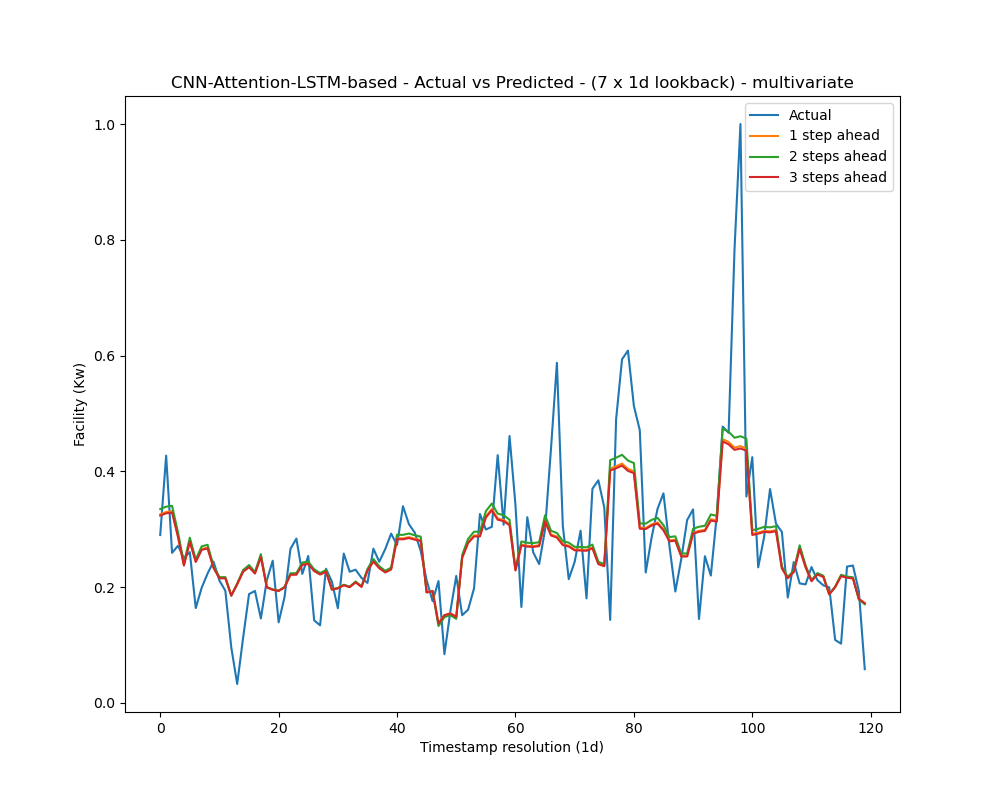 CNN-Attention-LSTM-based - Actual vs Predicted - (7 x 1d lookback) - multivariate
Actual
1 step ahead
2 steps ahead
3 steps ahead
1.0
0.8
0.6
0.4
0.2
0.0
Facility (Kw)
0 20 40 60 80 100 120
Timestamp resolution (1d)